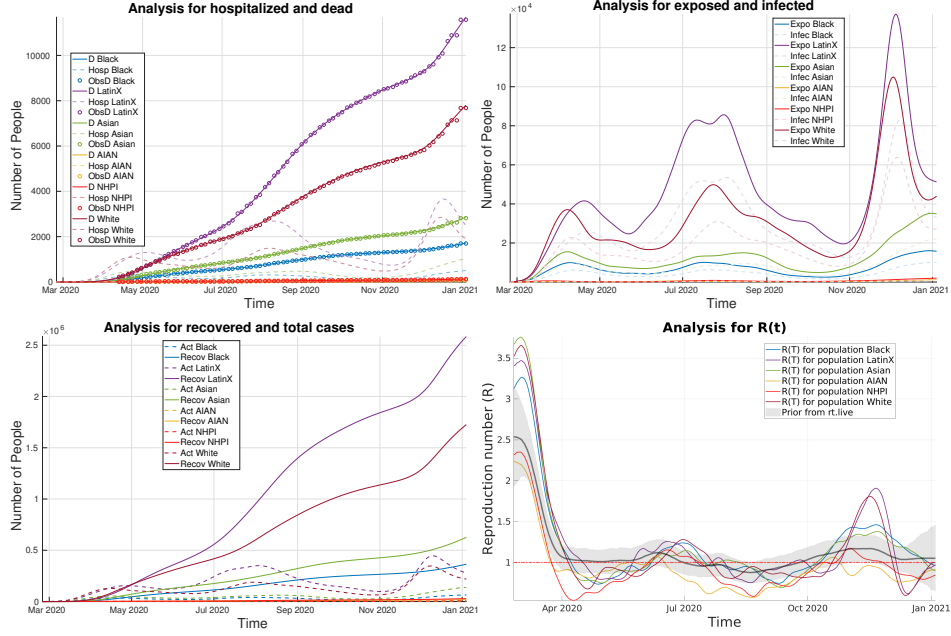 Analysis for hospitalized and dead
Number of People
10000
8000
6000
4000
2000
0
D Black
Hosp Black
ObsD Black
D LatinX
Hosp LatinX
ObsD LatinX
D Asian
Hosp Asian
ObsD Asian
D AIAN
Hosp AIAN
ObsD AIAN
D NHPI
Hosp NHPI
ObsD NHPI
D White
Hosp White
ObsD White
Mar 2020 May 2020 Jul 2020 Sep 2020 Nov 2020 Jan 2021
Time
Analysis for exposed and infected
×10⁴
Number of People
12
10
8
6
4
2
Expo Black
Infec Black
Expo LatinX
Infec LatinX
Expo Asian
Infec Asian
Expo AIAN
Infec AIAN
Expo NHPI
Infec NHPI
Expo White
Infec White
Mar 2020 May 2020 Jul 2020 Sep 2020 Nov 2020 Jan 2021
Time
Analysis for recovered and total cases
×10⁶
Number of People
2.5
2
1.5
1
0.5
0
Act Black
Recov Black
Act LatinX
Recov LatinX
Act Asian
Recov Asian
Act AIAN
Recov AIAN
Act NHPI
Recov NHPI
Act White
Recov White
Mar 2020 May 2020 Jul 2020 Sep 2020 Nov 2020 Jan 2021
Time
Analysis for R(t)
Reproduction number (R)
3.5
3
2.5
2
1.5
1
R(T) for population Black
R(T) for population LatinX
R(T) for population Asian
R(T) for population AIAN
R(T) for population NHPI
R(T) for population White
Prior from rt.live
Apr 2020 Jul 2020 Oct 2020 Jan 2021
Time